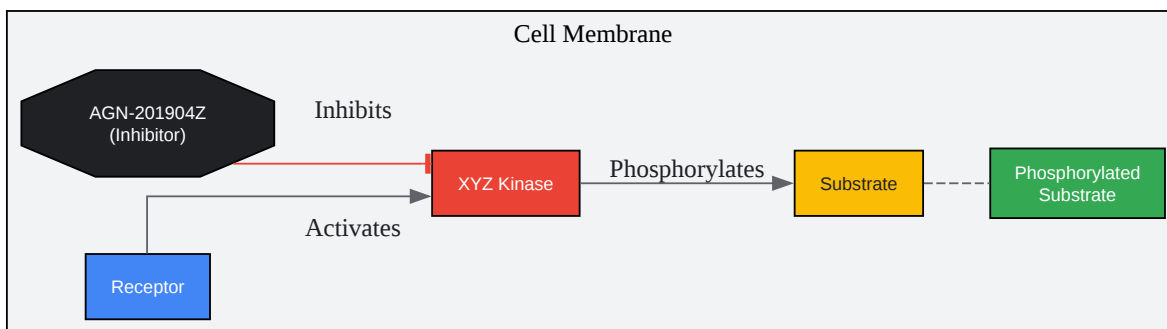 Cell Membrane
AGN-201904Z
(Inhibitor)
Inhibits
XYZ Kinase
Phosphorylates
Substrate
Phosphorylated
Substrate
Activates
Receptor